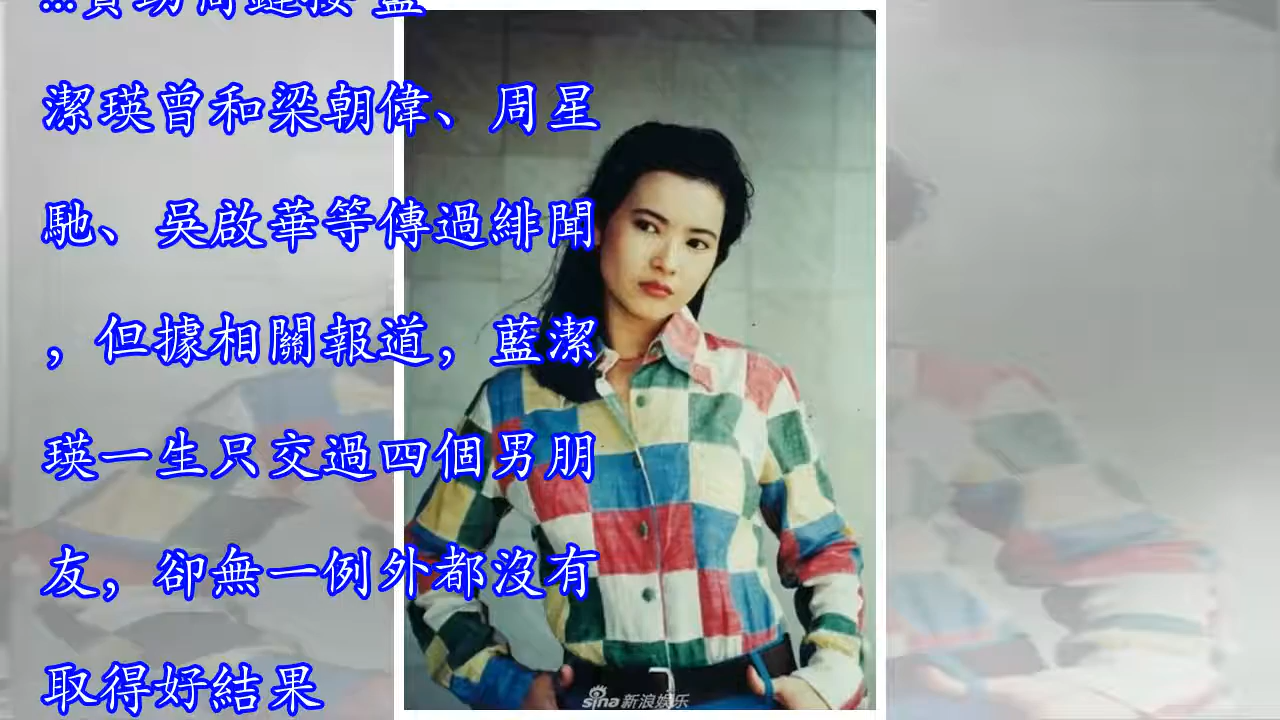 潔瑛曾和梁朝偉、周星
馳、吳啟華等傳過緋聞
，但據相關報道，藍潔
瑛一生只交過四個男朋
友，卻無一例外都沒有
取得好結果
sina 新浪娱乐